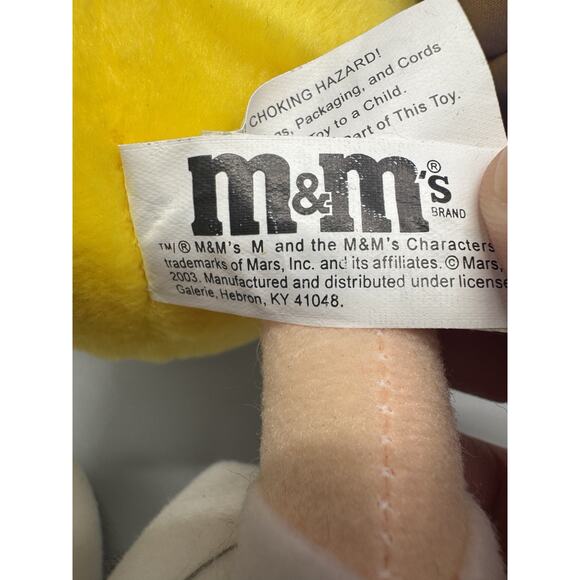 CHOKING HAZARD!
Packaging, and Cords
Toy to a Child.
art of This Toy.
m&m's®
BRAND
TM/® M&M's M and the M&M's Characters
trademarks of Mars, Inc. and its affiliates. © Mars,
2003. Manufactured and distributed under license
Galerie, Hebron, KY 41048.